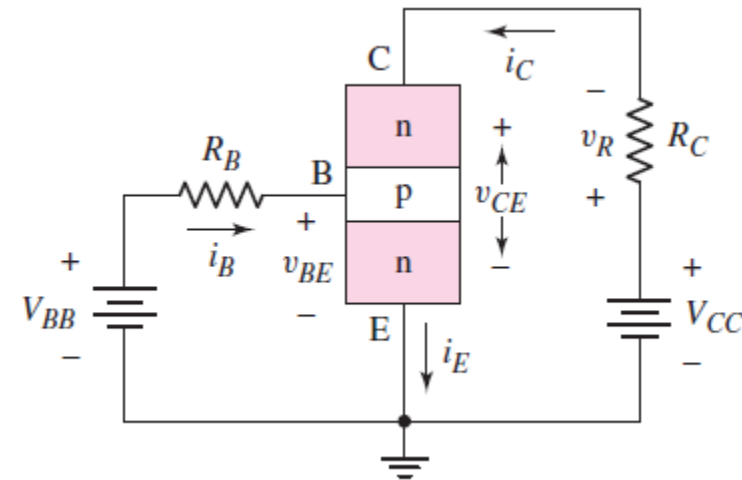 C
i_C
n
−
R_B
B
+
v_R
R_C
p
v_CE
+
+
i_B
+
v_BE
n
−
+
V_BB
−
V_CC
E
−
i_E
−